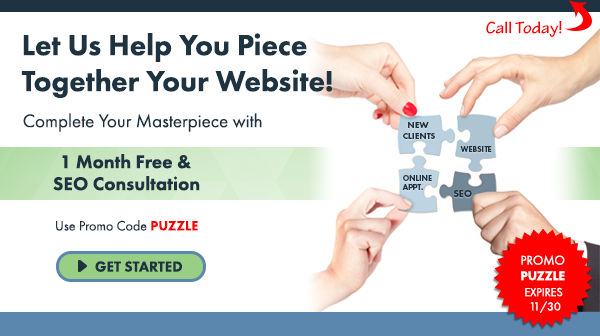 Call Today!
Let Us Help You Piece
Together Your Website!
Complete Your Masterpiece with
1 Month Free &
SEO Consultation
Use Promo Code PUZZLE
GET STARTED
NEW
CLIENTS
WEBSITE
ONLINE
APPT.
SEO
PROMO
PUZZLE
EXPIRES
11/30